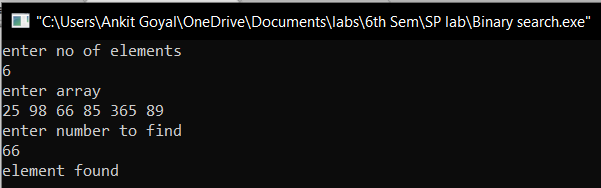 "C:\Users\Ankit Goyal\OneDrive\Documents\labs\6th Sem\SP lab\Binary search.exe"
enter no of elements
6
enter array
25 98 66 85 365 89
enter number to find
66
element found